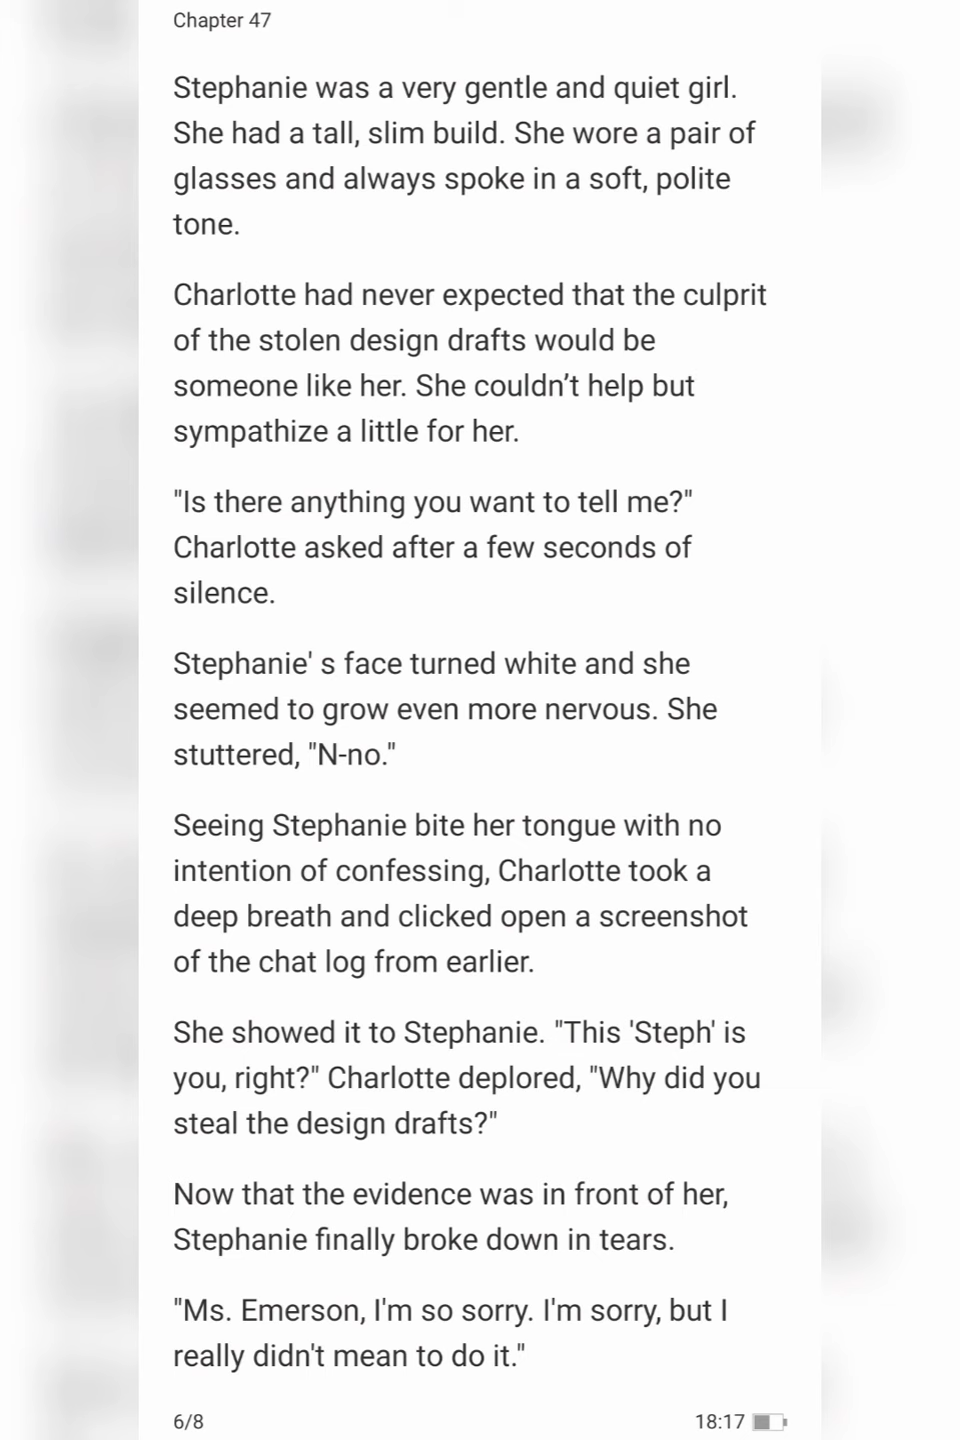 Chapter 47
Stephanie was a very gentle and quiet girl.
She had a tall, slim build. She wore a pair of
glasses and always spoke in a soft, polite
tone.
Charlotte had never expected that the culprit
of the stolen design drafts would be
someone like her. She couldn’t help but
sympathize a little for her.
"Is there anything you want to tell me?"
Charlotte asked after a few seconds of
silence.
Stephanie' s face turned white and she
seemed to grow even more nervous. She
stuttered, "N-no."
Seeing Stephanie bite her tongue with no
intention of confessing, Charlotte took a
deep breath and clicked open a screenshot
of the chat log from earlier.
She showed it to Stephanie. "This 'Steph' is
you, right?" Charlotte deplored, "Why did you
steal the design drafts?"
Now that the evidence was in front of her,
Stephanie finally broke down in tears.
"Ms. Emerson, I'm so sorry. I'm sorry, but I
really didn't mean to do it."
6/8
18:17